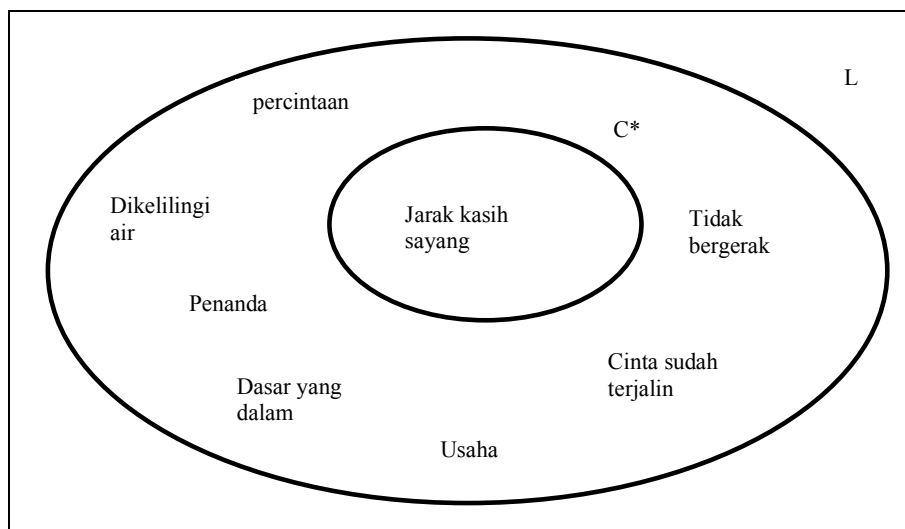 L
percintaan
C*
Dikelilingi
air
Jarak kasih
sayang
Tidak
bergerak
Penanda
Cinta sudah
terjalin
Dasar yang
dalam
Usaha